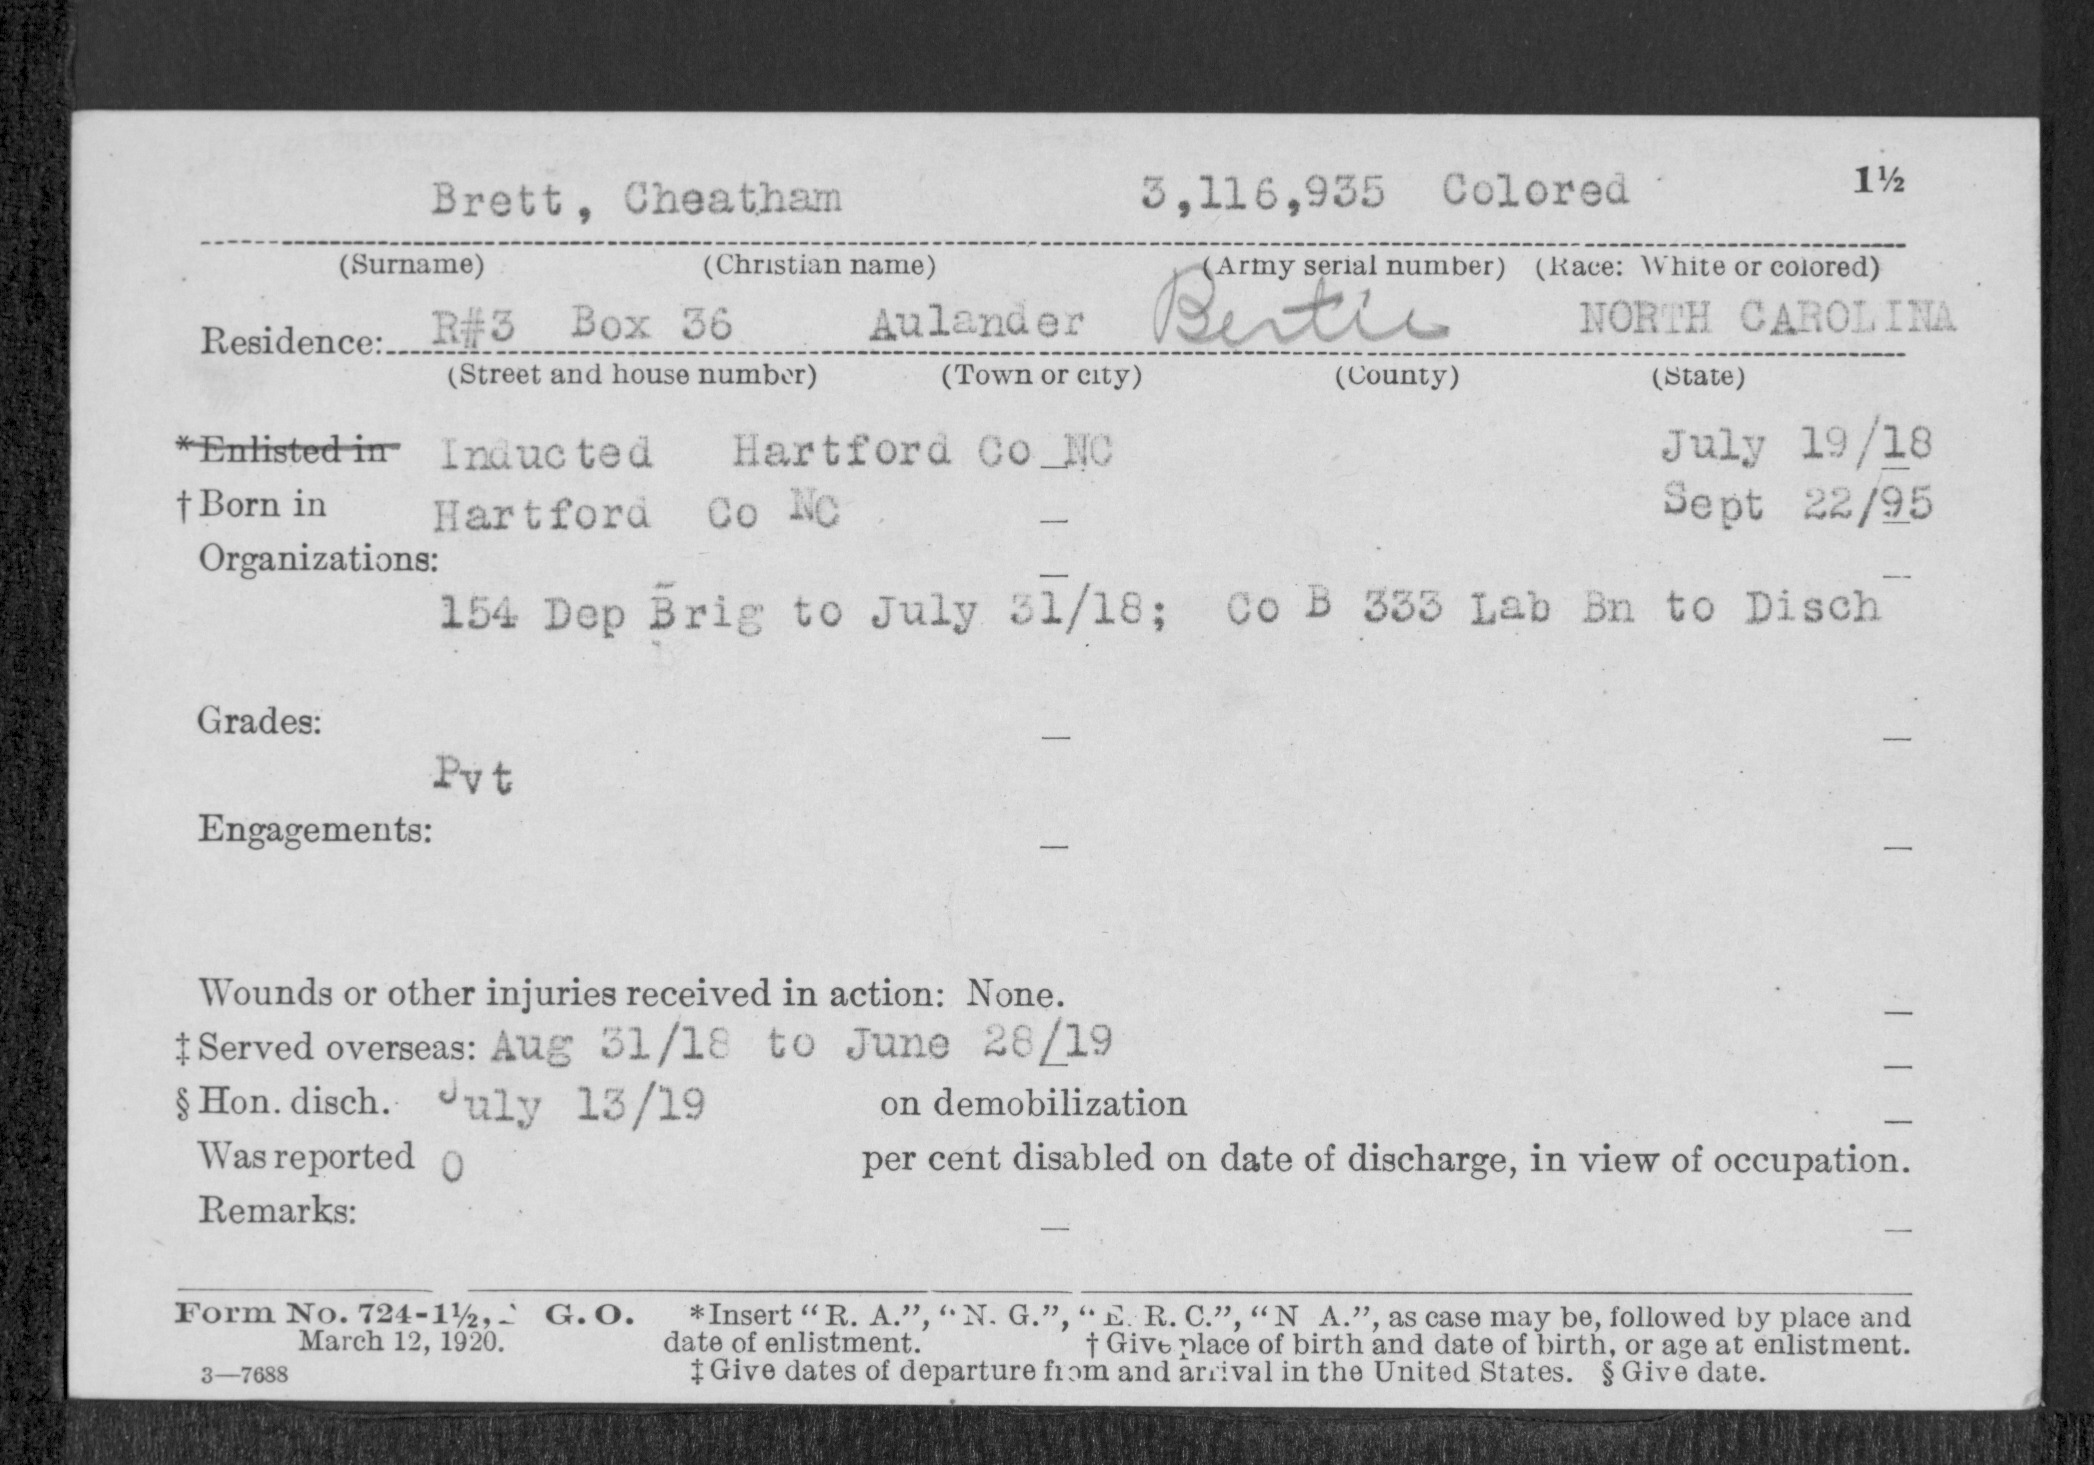 Brett, Cheatham 3,116,935 Colored 1½
(Surname) (Christian name) (Army serial number) (Race: White or colored)
Residence: R#3 Box 36 Aulander Bertie NORTH CAROLINA
(Street and house number) (Town or city) (County) (State)
*Enlisted in Inducted Hartford Co NC July 19/18
†Born in Hartford Co NC Sept 22/95
Organizations:
154 Dep Brig to July 31/18; Co B 333 Lab Bn to Disch
Grades:
Pvt
Engagements:
Wounds or other injuries received in action: None.
‡Served overseas: Aug 31/18 to June 28/19
§Hon. disch. July 13/19 on demobilization
Was reported 0 per cent disabled on date of discharge, in view of occupation.
Remarks:
Form No. 724-1½, G. O. *Insert "R. A.", "N. G.", "E. R. C.", "N A.", as case may be, followed by place and
March 12, 1920. date of enlistment. †Give place of birth and date of birth, or age at enlistment.
3—7688 ‡Give dates of departure from and arrival in the United States. §Give date.